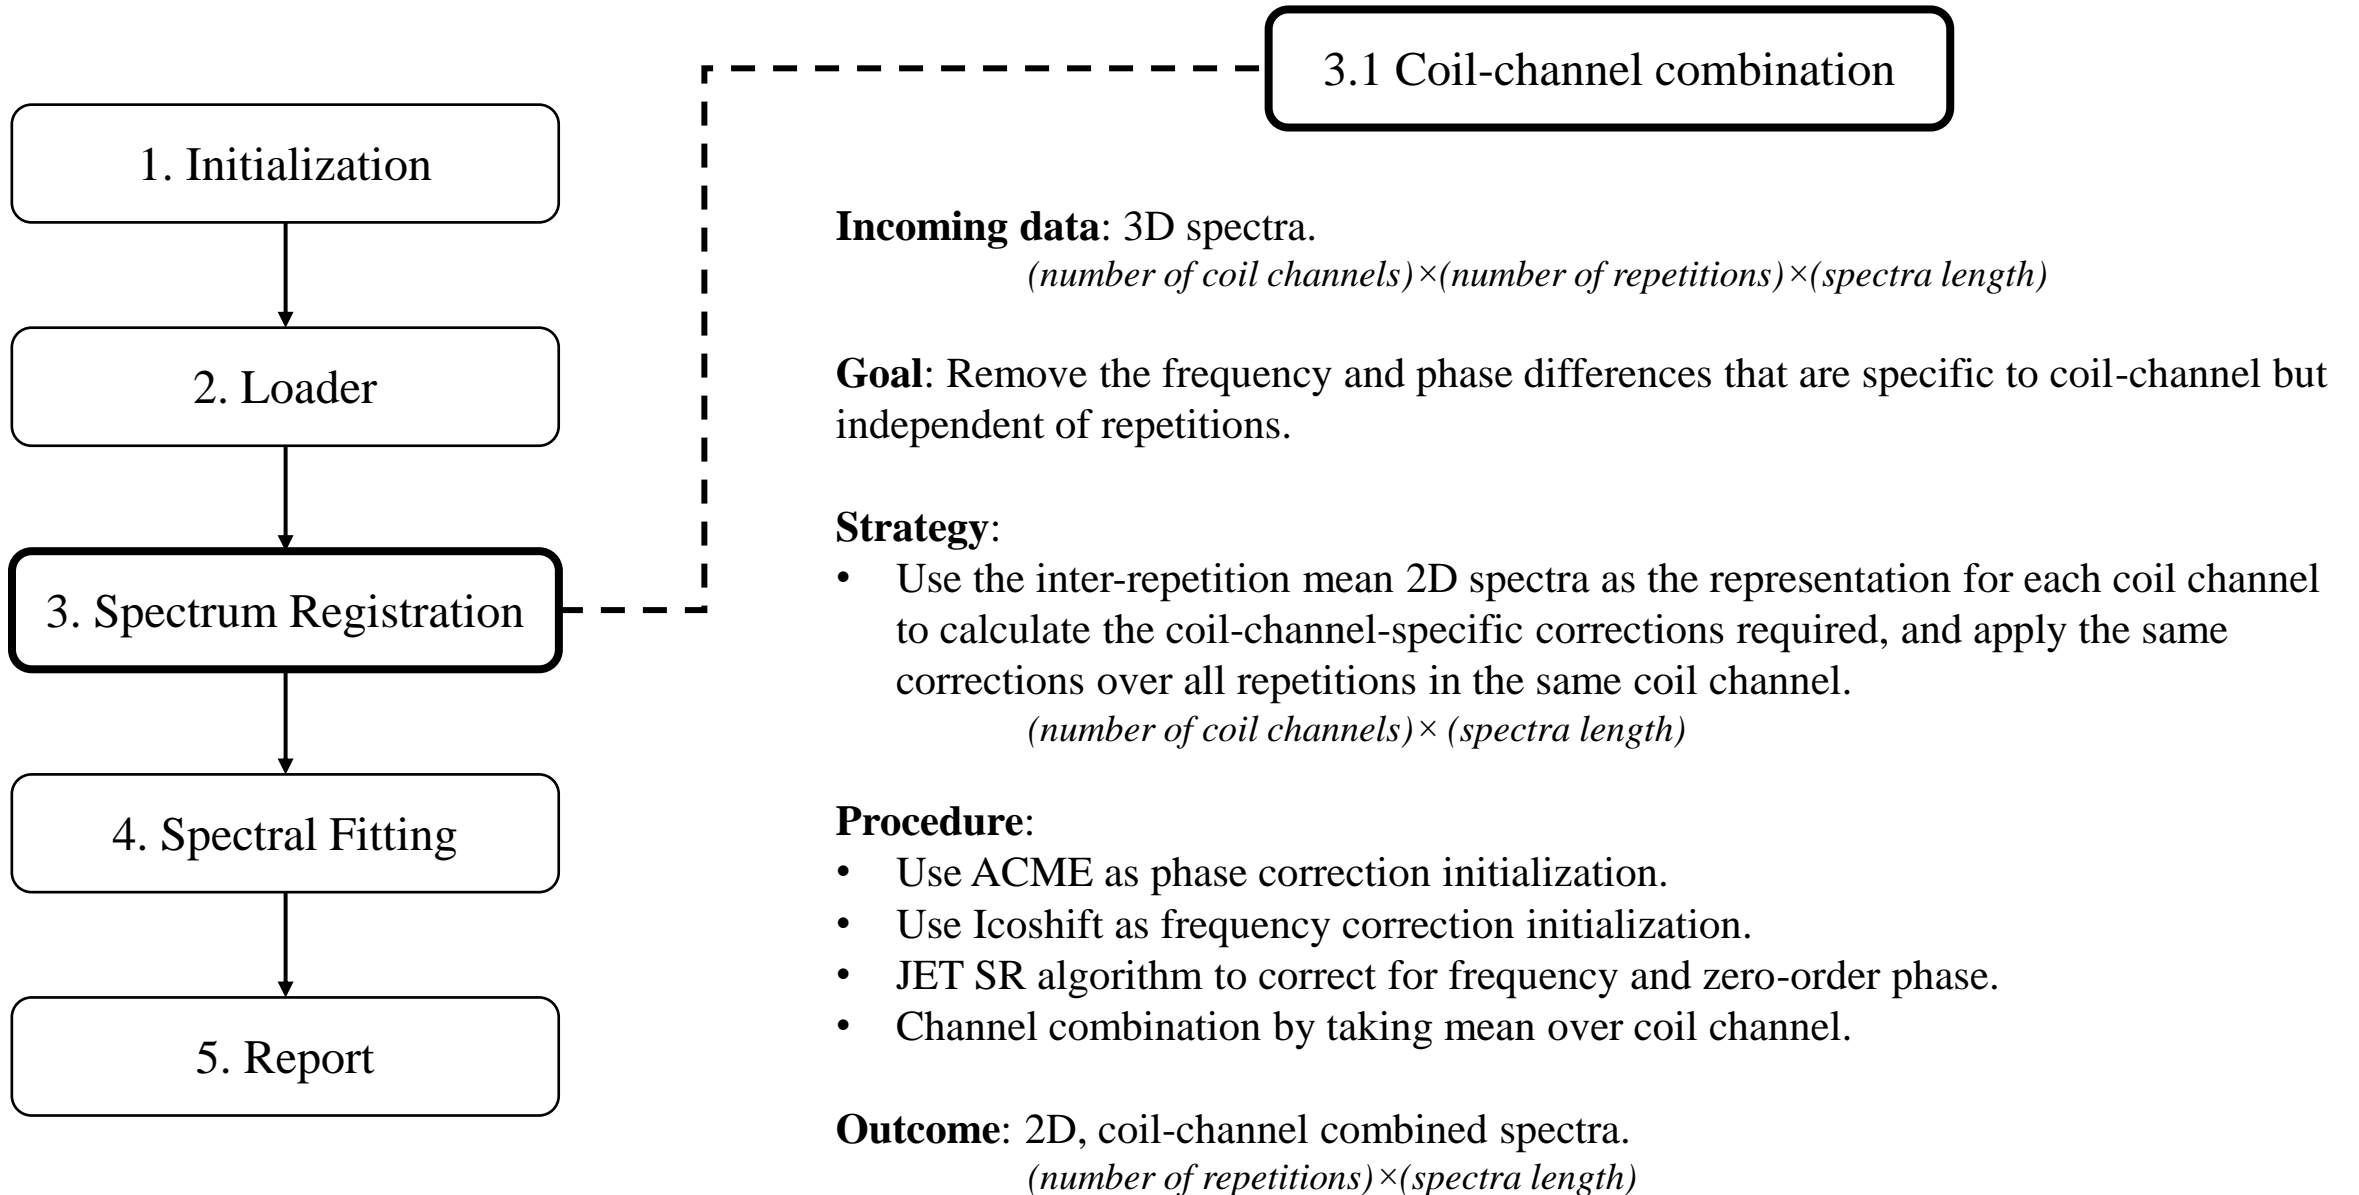 3.1 Coil-channel combination
1. Initialization
2. Loader
3. Spectrum Registration
4. Spectral Fitting
5. Report
Incoming data: 3D spectra.
(number of coil channels)×(number of repetitions)×(spectra length)
Goal: Remove the frequency and phase differences that are specific to coil-channel but
independent of repetitions.
Strategy:
• Use the inter-repetition mean 2D spectra as the representation for each coil channel
to calculate the coil-channel-specific corrections required, and apply the same
corrections over all repetitions in the same coil channel.
(number of coil channels)× (spectra length)
Procedure:
• Use ACME as phase correction initialization.
• Use Icoshift as frequency correction initialization.
• JET SR algorithm to correct for frequency and zero-order phase.
• Channel combination by taking mean over coil channel.
Outcome: 2D, coil-channel combined spectra.
(number of repetitions)×(spectra length)